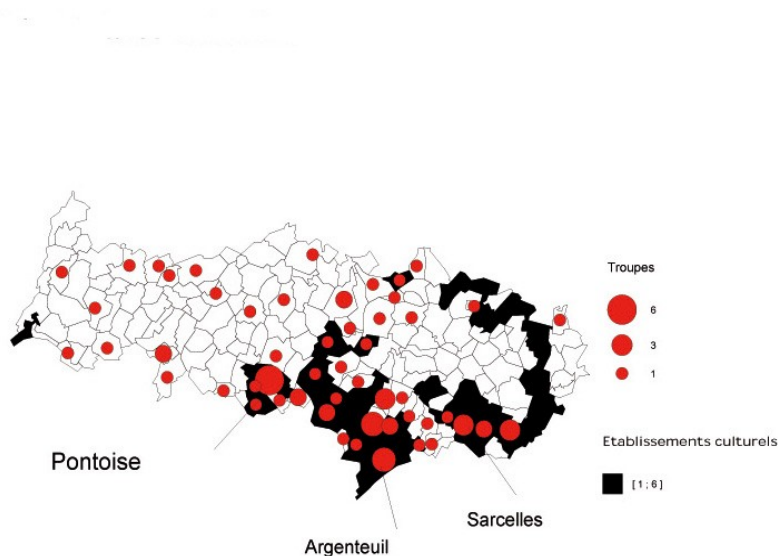 Troupes
6
3
1
Etablissements culturels
[ 1 ; 6 ]
Pontoise
Sarcelles
Argenteuil